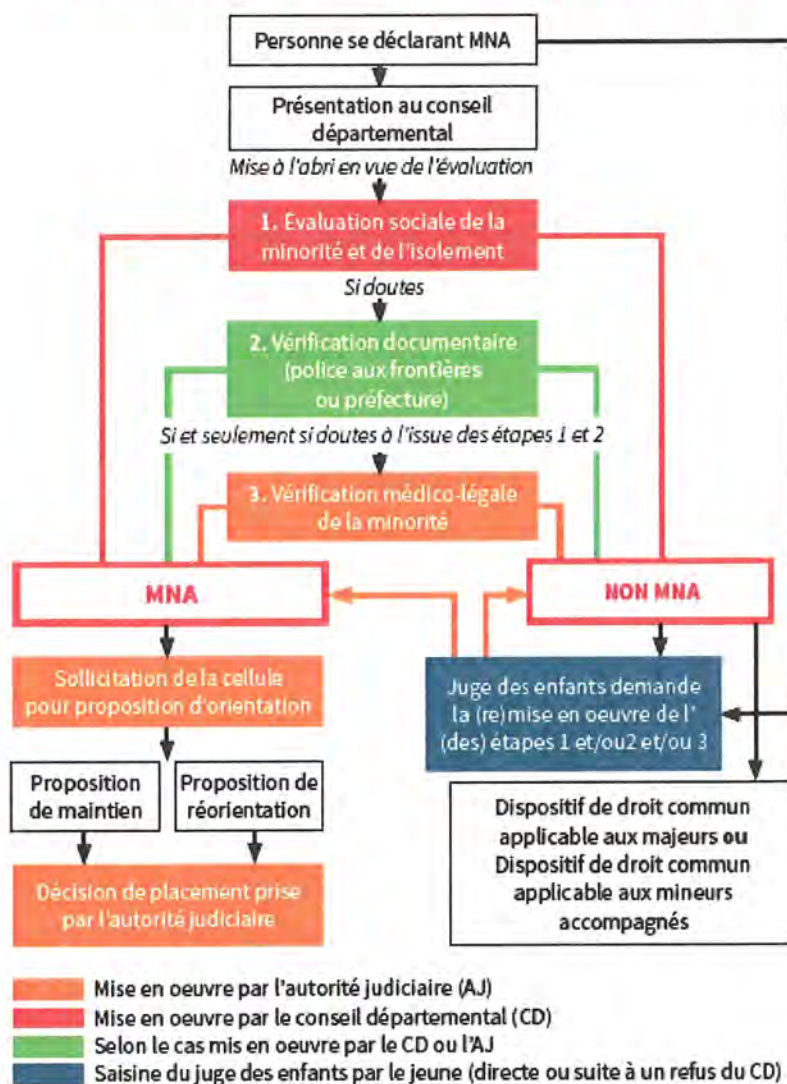 Personne se déclarant MNA
Présentation au conseil
départemental
Mise à l'abri en vue de l'évaluation
1. Evaluation sociale de la
minorité et de l'isolement
Si doutes
2. Vérification documentaire
(police aux frontières
ou préfecture)
Si et seulement si doutes à l'issue des étapes 1 et 2
3. Vérification médico-légale
de la minorité
MNA
NON MNA
Sollicitation de la cellule
pour proposition d'orientation
Juge des enfants demande
la (re)mise en oeuvre de l'
(des) étapes 1 et/ou2 et/ou 3
Proposition
de maintien
Proposition de
réorientation
Dispositif de droit commun
applicable aux majeurs ou
Dispositif de droit commun
applicable aux mineurs
accompagnés
Décision de placement prise
par l'autorité judiciaire
Mise en oeuvre par l'autorité judiciaire (AJ)
Mise en oeuvre par le conseil départemental (CD)
Selon le cas mis en oeuvre par le CD ou l'AJ
Saisine du juge des enfants par le jeune (directe ou suite à un refus du CD)